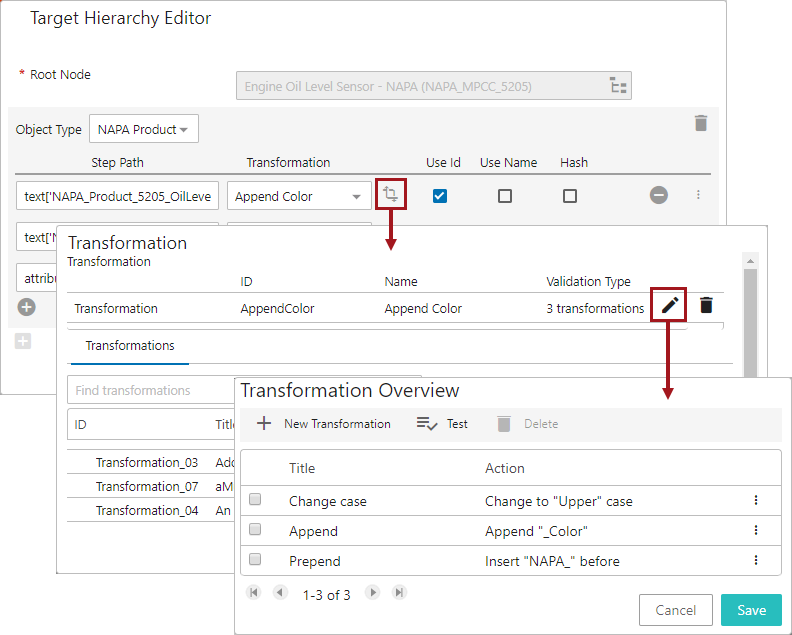 Target Hierarchy Editor
* Root Node
Engine Oil Level Sensor - NAPA (NAPA_MPCC_5205)
Object Type NAPA Product
Step Path Transformation Use Id Use Name Hash
text['NAPA_Product_5205_OilLeve Append Color
text['N
attribu
Transformation
Transformation
ID Name Validation Type
Transformation AppendColor Append Color 3 transformations
Transformations
Find transformations
ID Title
Transformation_03 Add
Transformation_07 aM
Transformation_04 An
Transformation Overview
New Transformation Test Delete
Title Action
Change case Change to "Upper" case
Append Append "_Color"
Prepend Insert "NAPA_" before
1-3 of 3
Cancel Save